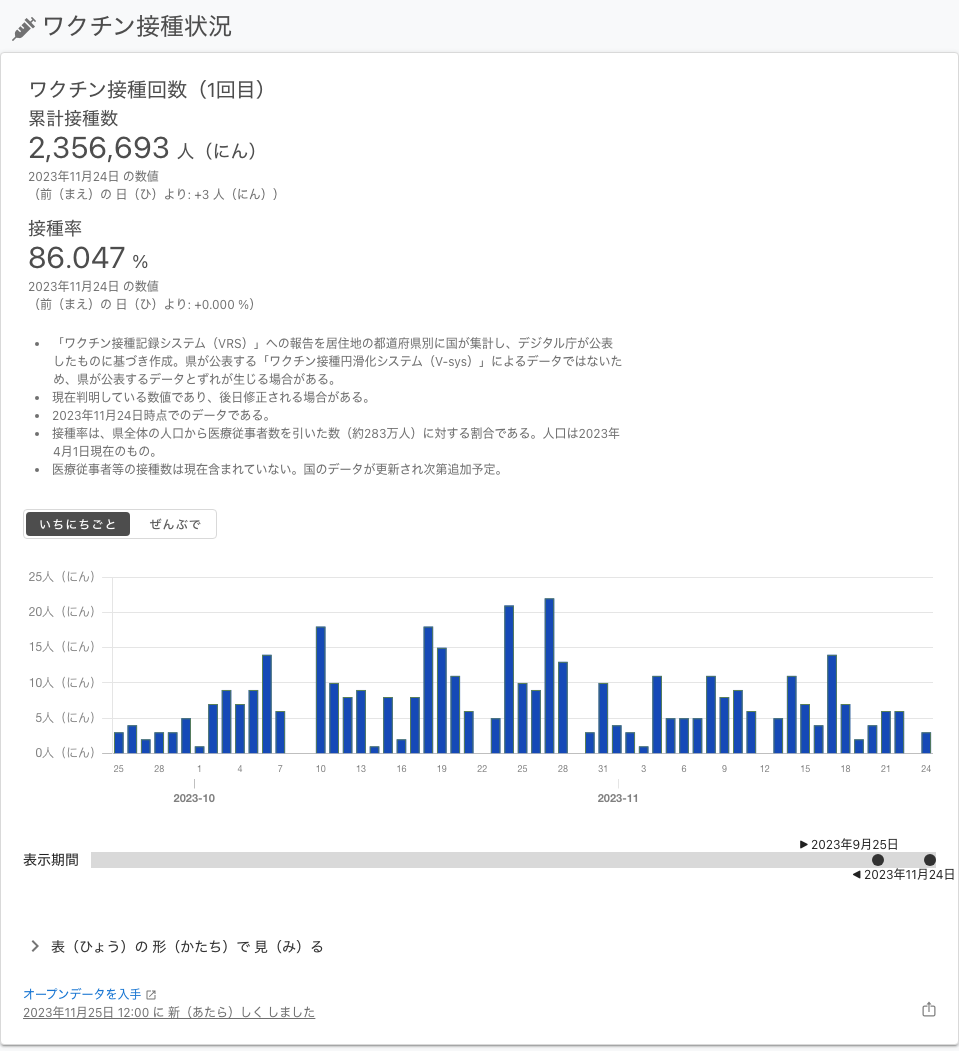 ワクチン接種状況
ワクチン接種回数（1回目）
累計接種数
2,356,693 人（にん）
2023年11月24日 の数値
（前（まえ）の 日（ひ）より: +3 人（にん））
接種率
86.047 %
2023年11月24日 の数値
（前（まえ）の 日（ひ）より: +0.000 %）
• 「ワクチン接種記録システム（VRS）」への報告を居住地の都道府県別に国が集計し、デジタル庁が公表
したものに基づき作成。県が公表する「ワクチン接種円滑化システム（V-sys）」によるデータではないた
め、県が公表するデータとずれが生じる場合がある。
• 現在判明している数値であり、後日修正される場合がある。
• 2023年11月24日時点でのデータである。
• 接種率は、県全体の人口から医療従事者数を引いた数（約283万人）に対する割合である。人口は2023年
4月1日現在のもの。
• 医療従事者等の接種数は現在含まれていない。国のデータが更新され次第追加予定。
いちにちごと ぜんぶで
25人（にん）
20人（にん）
15人（にん）
10人（にん）
5人（にん）
0人（にん）
25 28 1 4 7 10 13 16 19 22 25 28 31 3 6 9 12 15 18 21 24
2023-10 2023-11
2023年9月25日
表示期間
2023年11月24日
表（ひょう）の 形（かたち）で 見（み）る
オープンデータを入手
2023年11月25日 12:00 に 新（あたら）しく しました